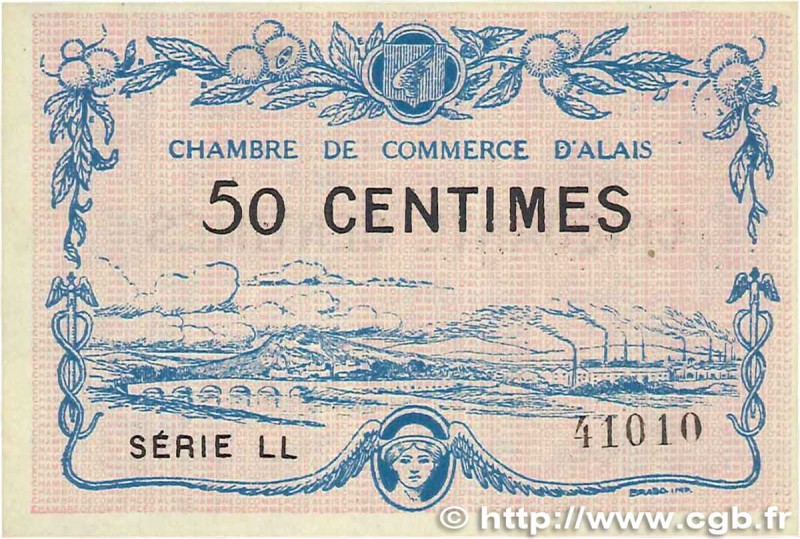 CHAMBRE DE COMMERCE D'ALAIS
50 CENTIMES
41010
SÉRIE LL
© http://www.cgb.fr